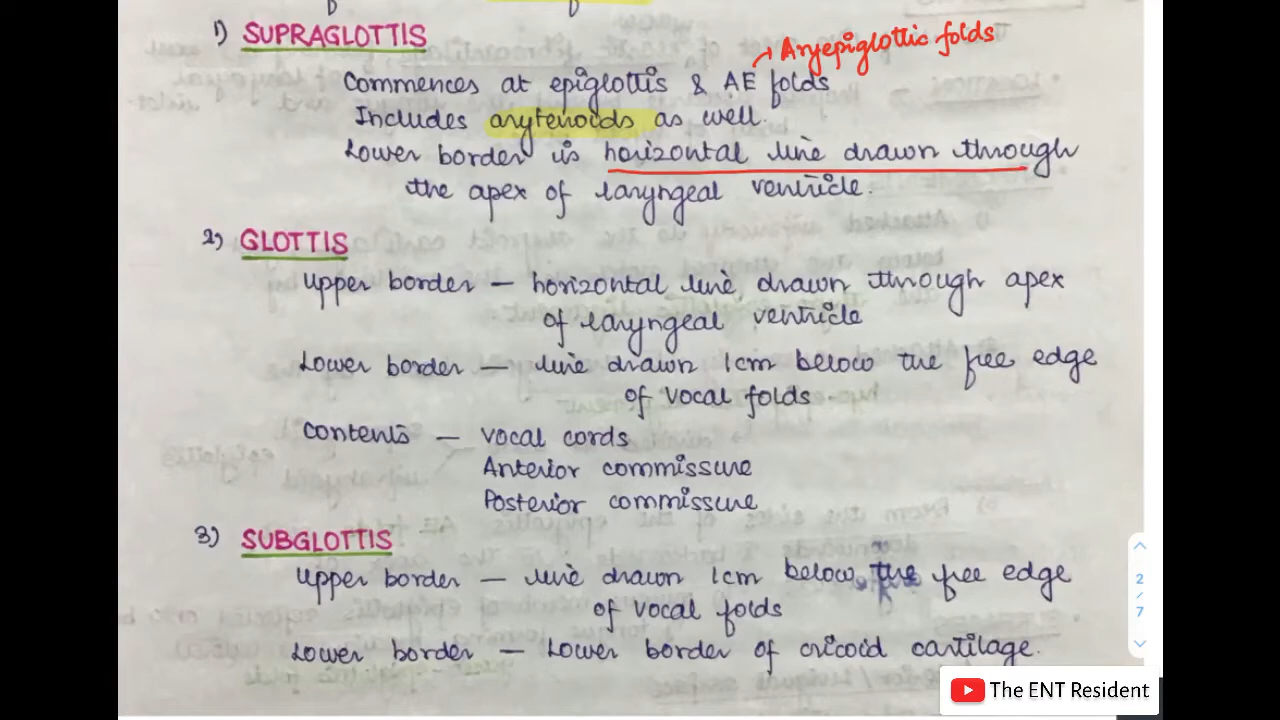 1) SUPRAGLOTTIS
Aryepiglottic folds
Commences at epiglottis & AE folds
Includes arytenoids as well.
Lower border is horizontal line drawn through
the apex of laryngeal ventricle.
2) GLOTTIS
Upper border – horizontal line drawn through apex
of laryngeal ventricle
Lower border – line drawn 1cm below the free edge
of vocal folds
Contents – vocal cords
Anterior commissure
Posterior commissure
3) SUBGLOTTIS
Upper border – line drawn 1cm below the free edge
of vocal folds
Lower border – Lower border of cricoid cartilage.
2
/
7
The ENT Resident